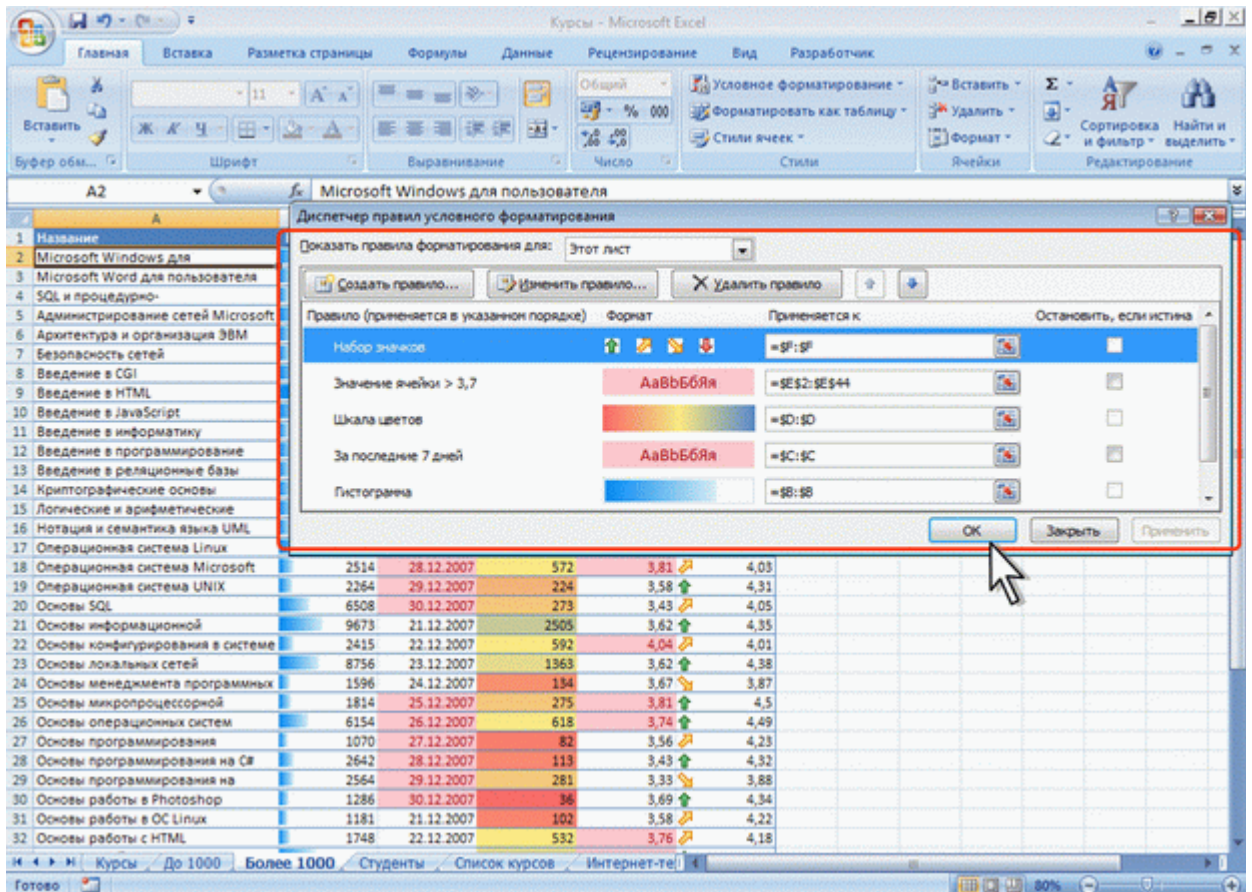 Курсы - Microsoft Excel
Главная Вставка Разметка страницы Формулы Данные Рецензирование Вид Разработчик
Вставить
Буфер обм...
11
Ж К Ч
Шрифт
Выравнивание
Общий
% 000
Число
Условное форматирование
Форматировать как таблицу
Стили ячеек
Стили
Вставить
Удалить
Формат
Ячейки
Σ
Сортировка и фильтр
Найти и выделить
Редактирование
A2 fx Microsoft Windows для пользователя
A
1 Название
2 Microsoft Windows для
3 Microsoft Word для пользователя
4 SQL и процедурно-
5 Администрирование сетей Microsoft
6 Архитектура и организация ЭВМ
7 Безопасность сетей
8 Введение в CGI
9 Введение в HTML
10 Введение в JavaScript
11 Введение в информатику
12 Введение в программирование
13 Введение в реляционные базы
14 Криптографические основы
15 Логические и арифметические
16 Нотация и семантика языка UML
17 Операционная система Linux
Диспетчер правил условного форматирования
Показать правила форматирования для: Этот лист
Создать правило... Изменить правило... Удалить правило
Правило (применяется в указанном порядке) Формат Применяется к Остановить, если истина
Набор значков =$F:$F
Значение ячейки > 3,7 АаВbБбЯя =$E$2:$E$44
Шкала цветов =$D:$D
За последние 7 дней АаВbБбЯя =$C:$C
Гистограмма =$B:$B
OK Закрыть Применить
18 Операционная система Microsoft 2514 28.12.2007 572 3,81 4,03
19 Операционная система UNIX 2264 29.12.2007 224 3,58 4,31
20 Основы SQL 6508 30.12.2007 273 3,43 4,05
21 Основы информационной 9673 21.12.2007 2505 3,62 4,35
22 Основы конфигурирования в системе 2415 22.12.2007 592 4,04 4,01
23 Основы локальных сетей 8756 23.12.2007 1363 3,62 4,38
24 Основы менеджмента программных 1596 24.12.2007 134 3,67 3,87
25 Основы микропроцессорной 1814 25.12.2007 275 3,81 4,5
26 Основы операционных систем 6154 26.12.2007 618 3,74 4,49
27 Основы программирования 1070 27.12.2007 82 3,56 4,23
28 Основы программирования на C# 2642 28.12.2007 113 3,43 4,32
29 Основы программирования на 2564 29.12.2007 281 3,33 3,88
30 Основы работы в Photoshop 1286 30.12.2007 36 3,69 4,34
31 Основы работы в ОС Linux 1181 21.12.2007 102 3,58 4,22
32 Основы работы с HTML 1748 22.12.2007 532 3,76 4,18
Курсы До 1000 Более 1000 Студенты Список курсов Интернет-те
Готово 80%